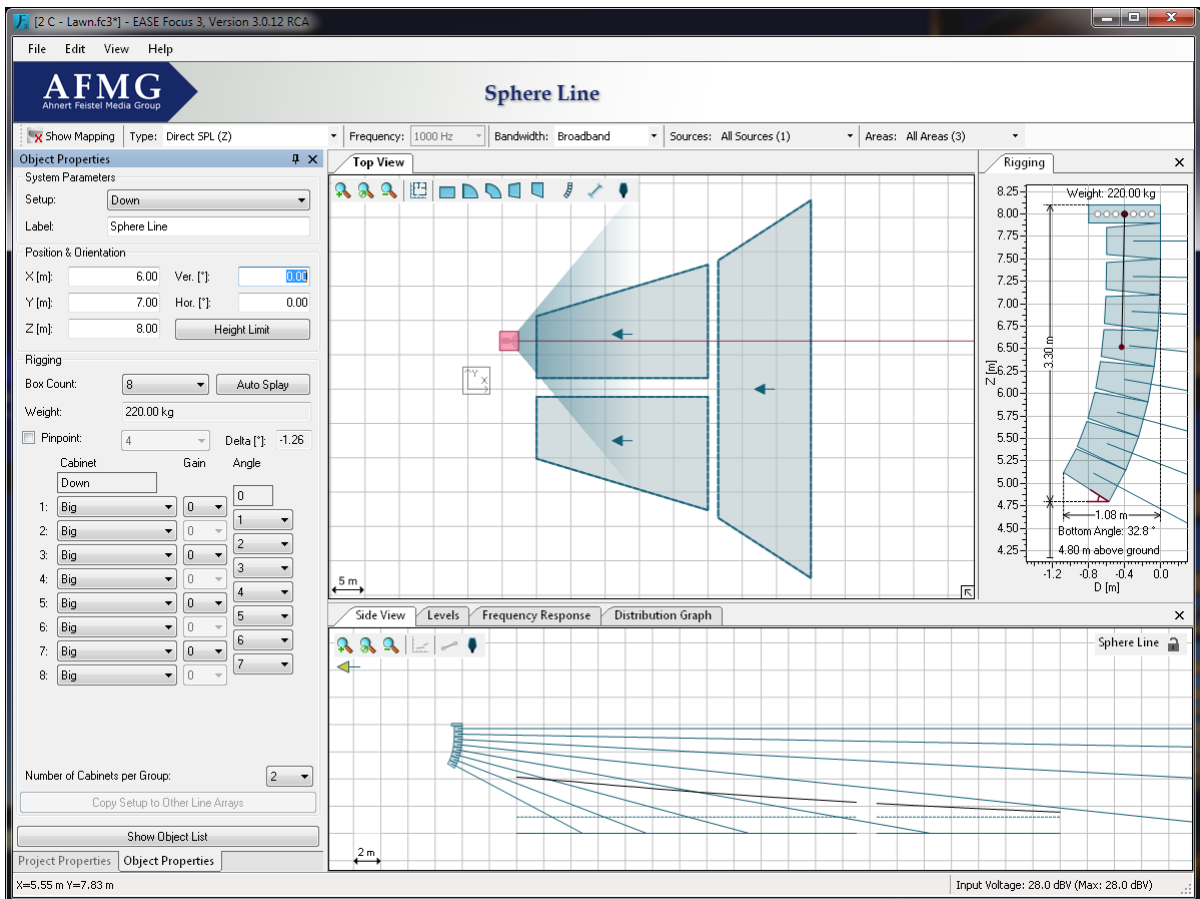 [2 C - Lawn.fc3*] - EASE Focus 3, Version 3.0.12 RCA
File Edit View Help
AFMG
Ahnert Feistel Media Group
Sphere Line
Show Mapping Type: Direct SPL (Z) Frequency: 1000 Hz Bandwidth: Broadband Sources: All Sources (1) Areas: All Areas (3)
Object Properties
System Parameters
Setup: Down
Label: Sphere Line
Position & Orientation
X [m]: 6.00 Ver. [°]: 0.00
Y [m]: 7.00 Hor. [°]: 0.00
Z [m]: 8.00 Height Limit
Rigging
Box Count: 8 Auto Splay
Weight: 220.00 kg
Pinpoint: 4 Delta [°]: -1.26
Cabinet Gain Angle
Down
0
1: Big 0
1
2: Big 0
2
3: Big 0
3
4: Big 0
4
5: Big 0
5
6: Big 0
6
7: Big 0
7
8: Big 0
Number of Cabinets per Group: 2
Copy Setup to Other Line Arrays
Show Object List
Project Properties Object Properties
Top View
Y
X
5 m
Rigging
Weight: 220.00 kg
8.25
8.00
7.75
7.50
7.25
7.00
6.75
6.50
6.25
6.00
5.75
5.50
5.25
5.00
4.75
4.50
4.25
Z [m]
3.30 m
1.08 m
Bottom Angle: 32.8 °
4.80 m above ground
-1.2 -0.8 -0.4 0.0
D [m]
Side View Levels Frequency Response Distribution Graph
Sphere Line
2 m
X=5.55 m Y=7.83 m
Input Voltage: 28.0 dBV (Max: 28.0 dBV)